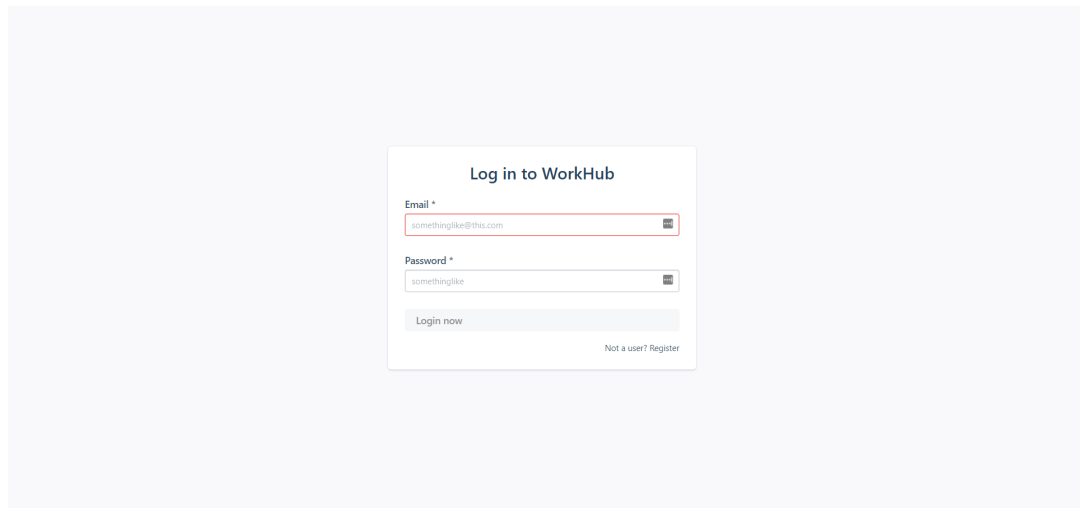 Log in to WorkHub
Email *
somethinglike@this.com
Password *
somethinglike
Login now
Not a user? Register